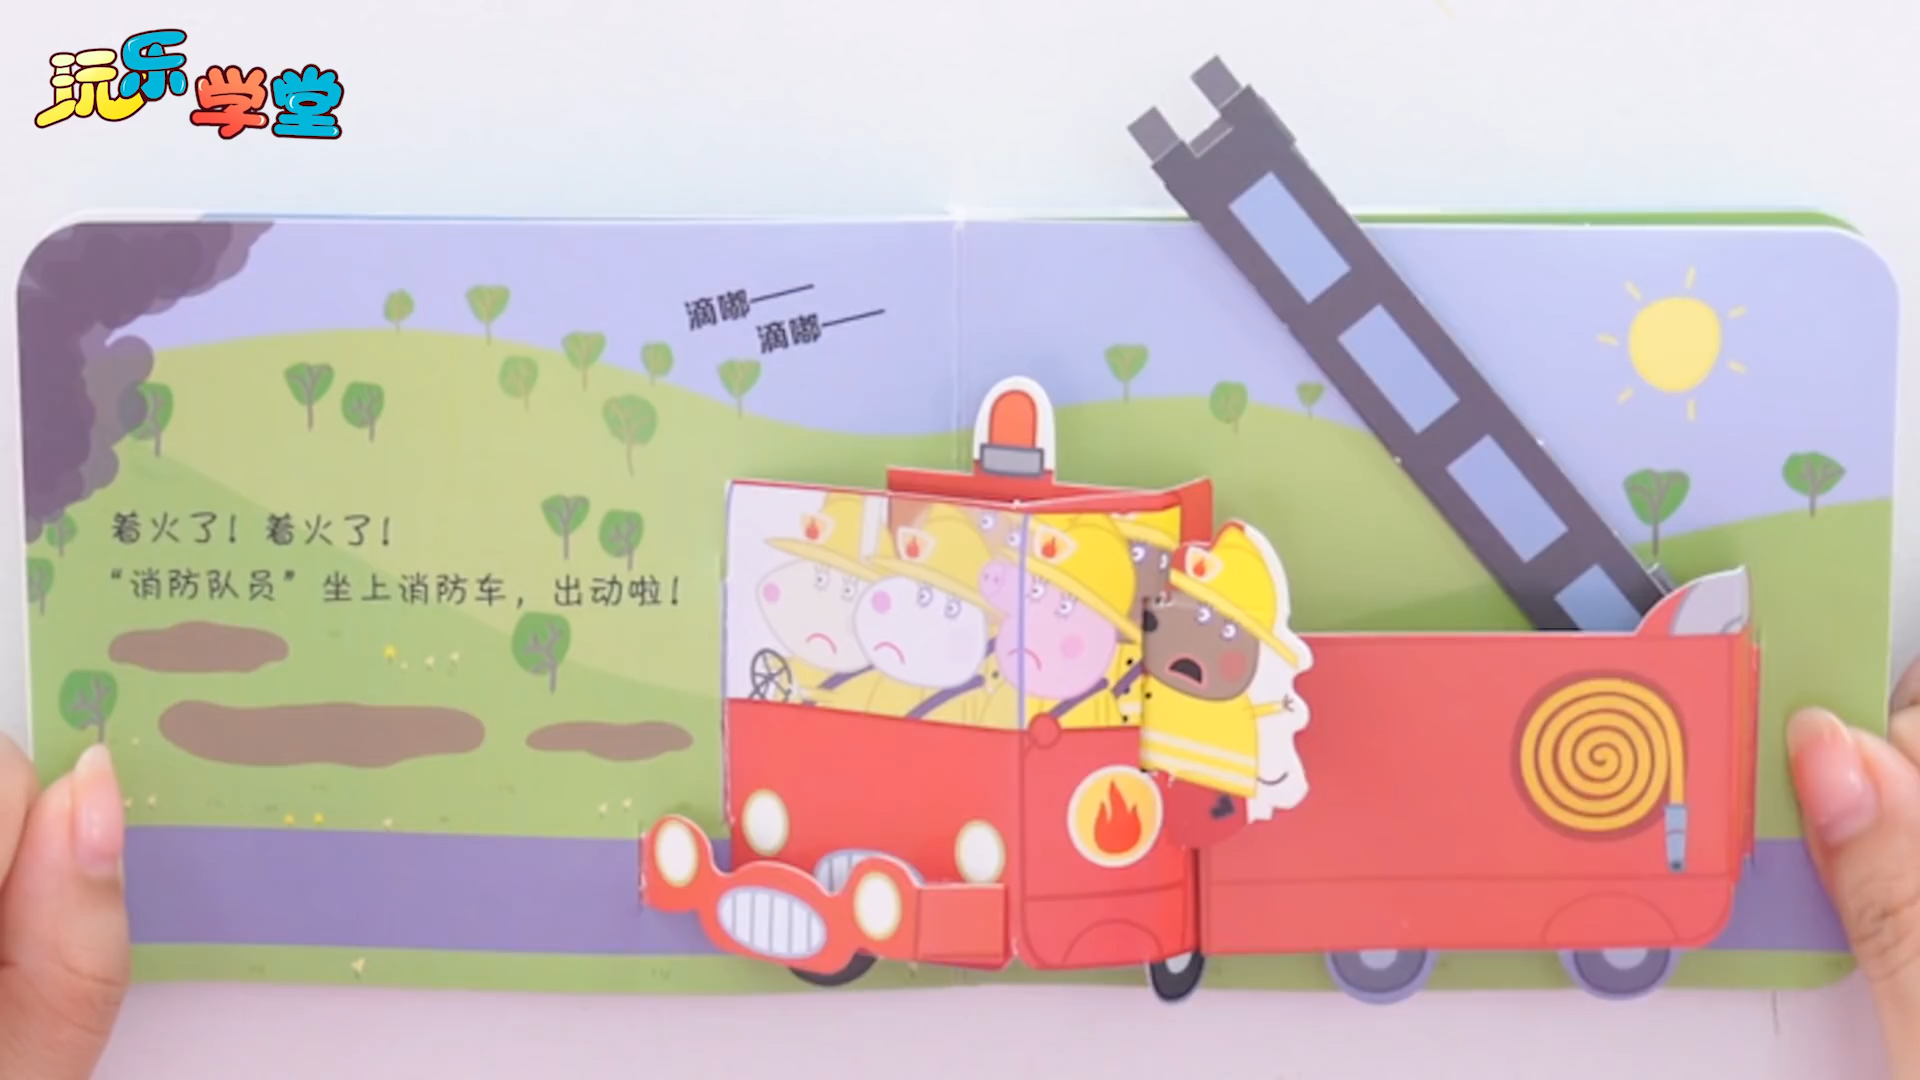 玩乐学堂
滴嘟——
滴嘟——
着火了！着火了！
“消防队员”坐上消防车，出动啦！